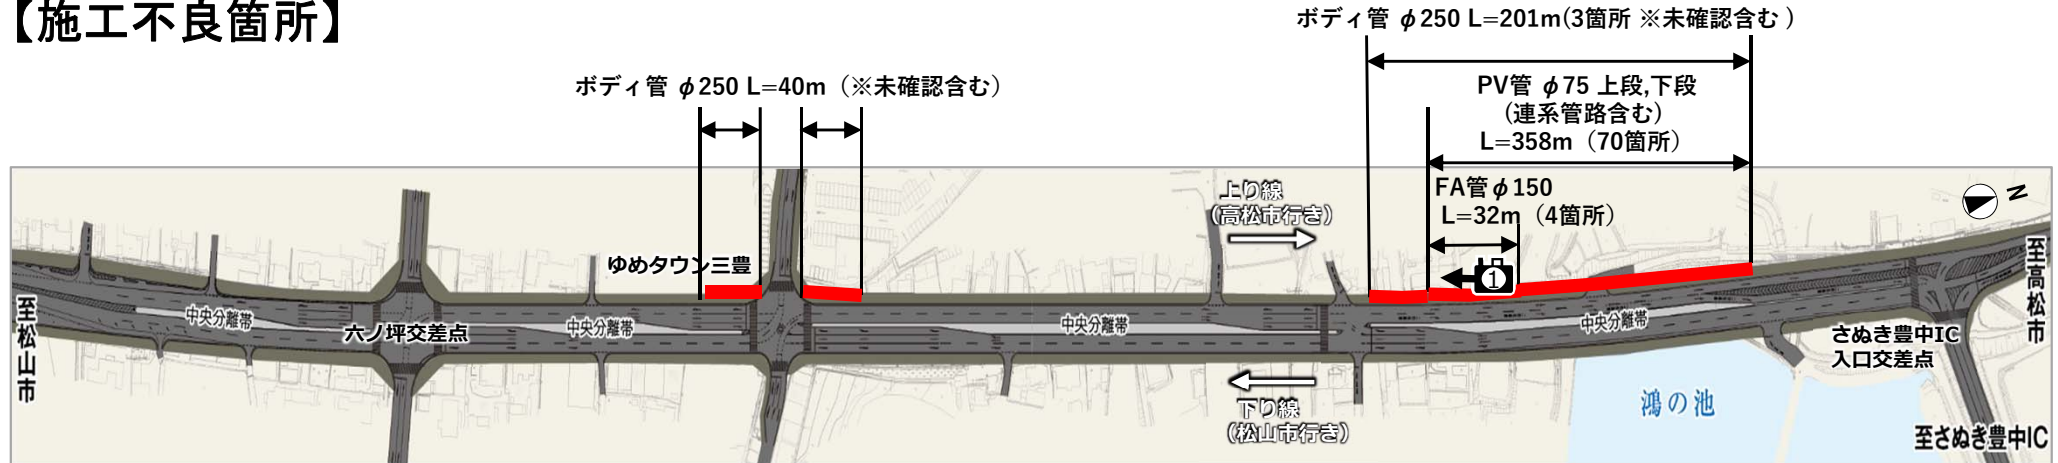 【施工不良箇所】
ボディ管 φ250 L=201m(3箇所 ※未確認含む )
ボディ管 φ250 L=40m（※未確認含む）
PV管 φ75 上段,下段
(連系管路含む)
L=358m（70箇所）
FA管φ150
L=32m（4箇所）
上り線
（高松市行き）
N
1
ゆめタウン三豊
至松山市
中央分離帯
六ノ坪交差点
中央分離帯
中央分離帯
中央分離帯
さぬき豊中IC
入口交差点
至高松市
下り線
（松山市行き）
鴻の池
至さぬき豊中IC